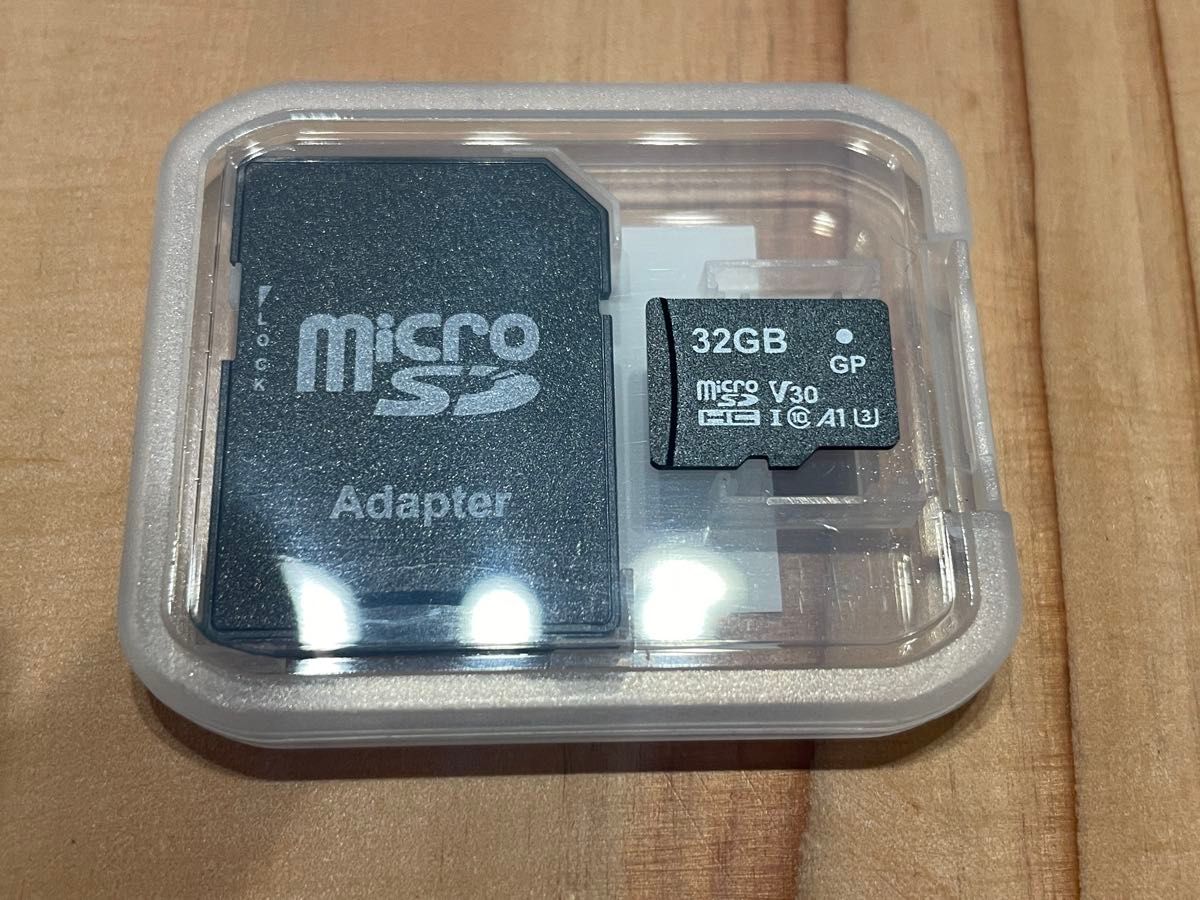 LOCK
micro
SD
Adapter
32GB
GP
micro
SD
V30
HC I 10 A1 3